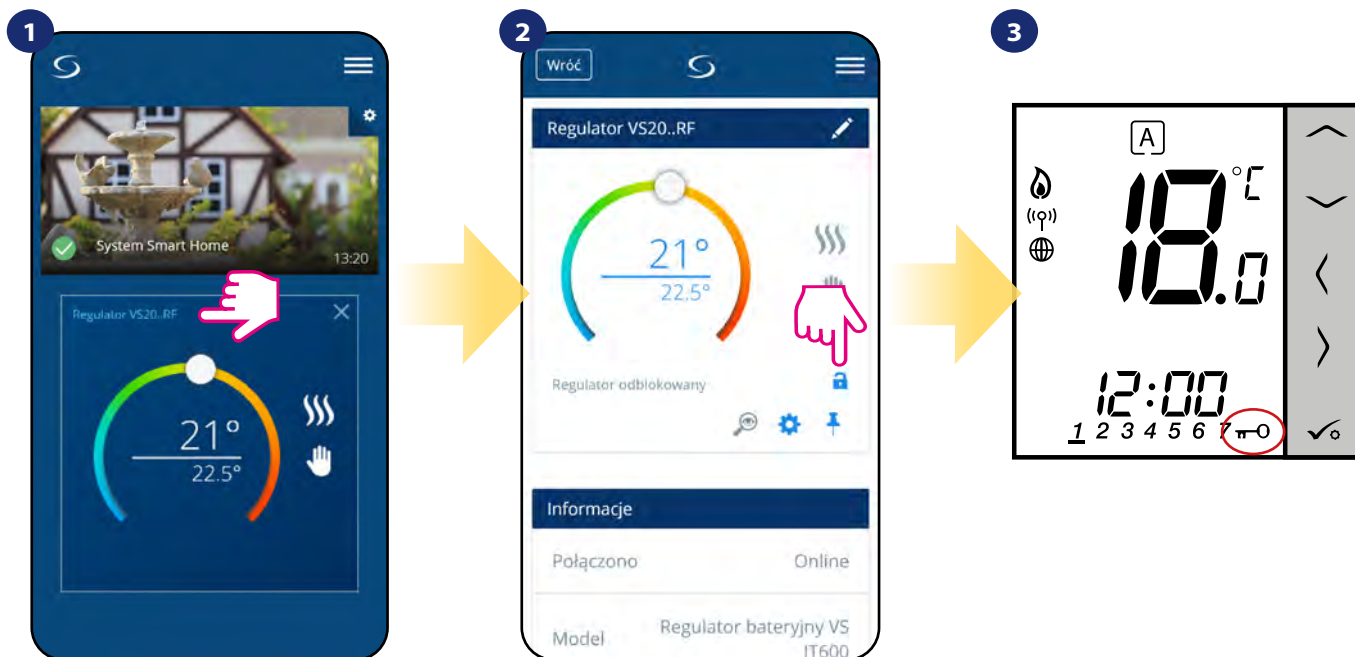 1
System Smart Home
13:20
Regulator VS20..RF
21°
22.5°
2
Wróć
Regulator VS20..RF
21°
22.5°
Regulator odblokowany
Informacje
Połączono Online
Model Regulator bateryjny VS
IT600
3
A
18.0 °C
12:00
1 2 3 4 5 6 7